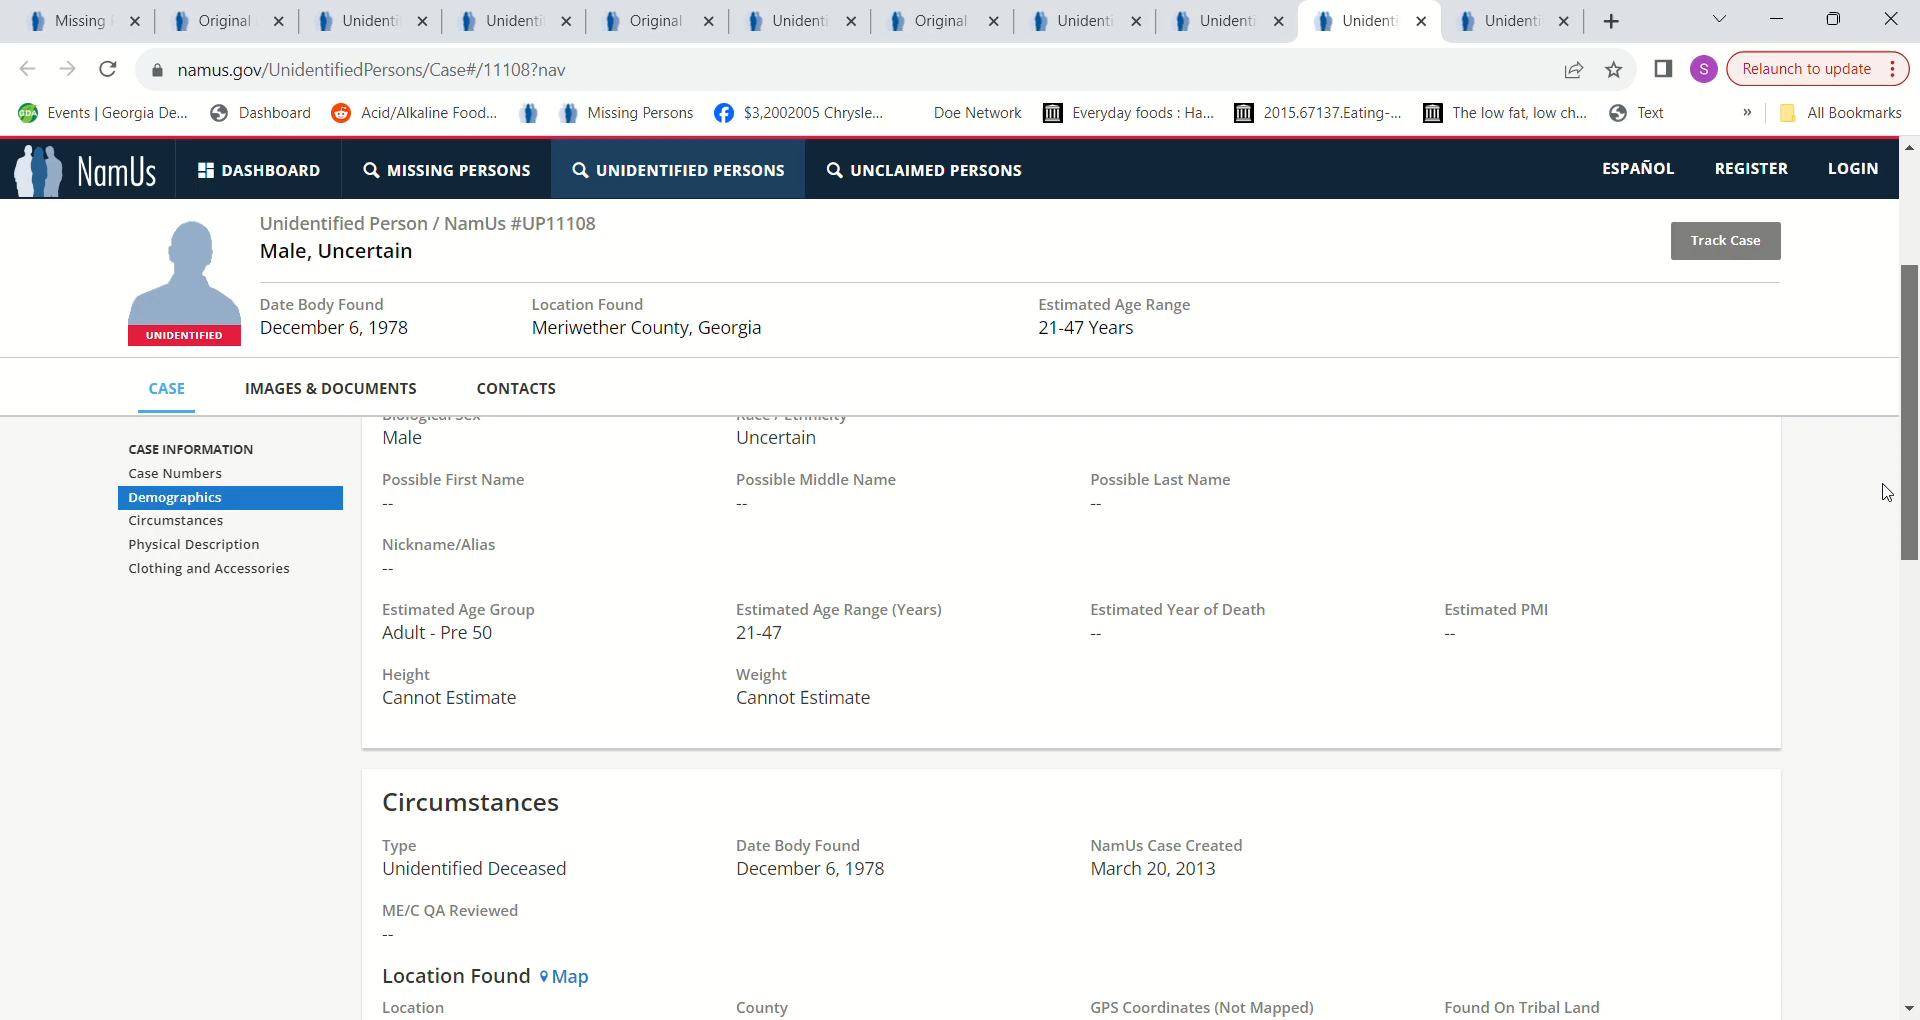 Missing Original Unidenti Unidenti Original Unidenti Original Unidenti Unidenti Unidenti Unidenti
namus.gov/UnidentifiedPersons/Case#/11108?nav S Relaunch to update
GDA Events | Georgia De... Dashboard Acid/Alkaline Food... Missing Persons $3,2002005 Chrysle... Doe Network Everyday foods : Ha... 2015.67137.Eating-... The low fat, low ch... Text » All Bookmarks
NamUs DASHBOARD MISSING PERSONS UNIDENTIFIED PERSONS UNCLAIMED PERSONS ESPAÑOL REGISTER LOGIN
Unidentified Person / NamUs #UP11108
Male, Uncertain
Track Case
Date Body Found Location Found Estimated Age Range
December 6, 1978 Meriwether County, Georgia 21-47 Years
UNIDENTIFIED
CASE IMAGES & DOCUMENTS CONTACTS
Biological Sex Race / Ethnicity
Male Uncertain
CASE INFORMATION
Case Numbers
Demographics
Circumstances
Physical Description
Clothing and Accessories
Possible First Name Possible Middle Name Possible Last Name
-- -- --
Nickname/Alias
--
Estimated Age Group Estimated Age Range (Years) Estimated Year of Death Estimated PMI
Adult - Pre 50 21-47 -- --
Height Weight
Cannot Estimate Cannot Estimate
Circumstances
Type Date Body Found NamUs Case Created
Unidentified Deceased December 6, 1978 March 20, 2013
ME/C QA Reviewed
--
Location Found Map
Location County GPS Coordinates (Not Mapped) Found On Tribal Land